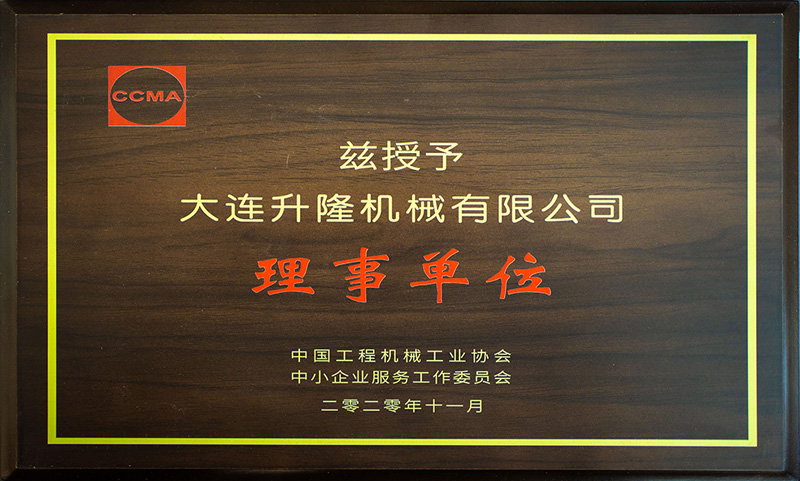 CCMA
兹授予
大连升隆机械有限公司
理事单位
中国工程机械工业协会
中小企业服务工作委员会
二零二零年十一月